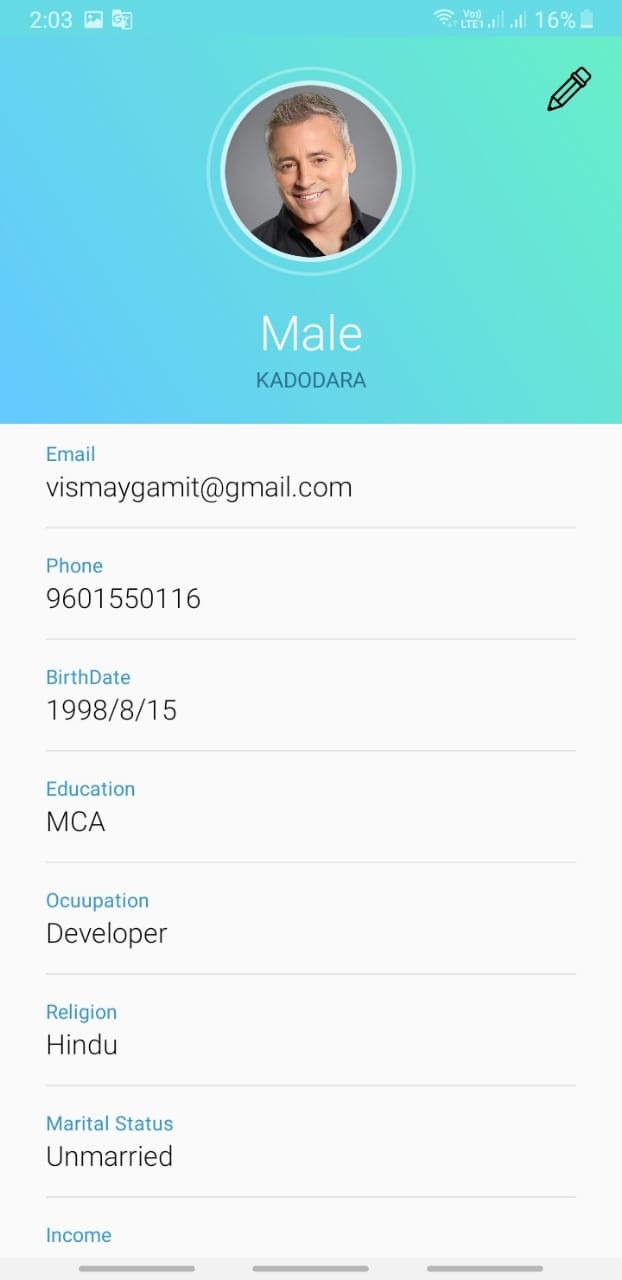 2:03
Vo)) LTE1 16%
Male
KADODARA
Email
vismaygamit@gmail.com
Phone
9601550116
BirthDate
1998/8/15
Education
MCA
Ocuupation
Developer
Religion
Hindu
Marital Status
Unmarried
Income